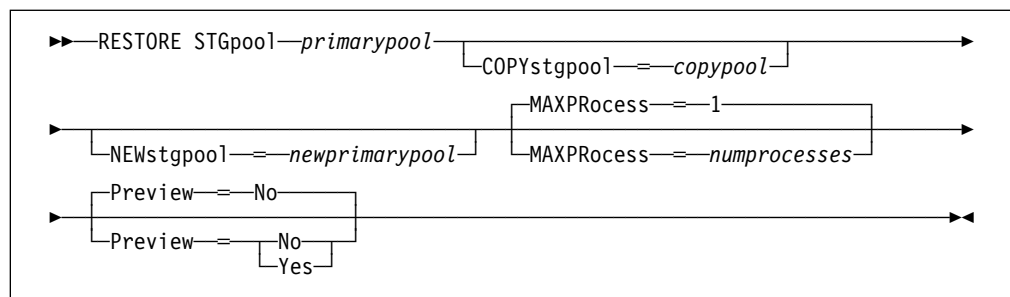 RESTORE STGpool primarypool
COPYstgpool = copypool
MAXPRocess = 1
NEWstgpool = newprimarypool
MAXPRocess = numprocesses
Preview = No
Preview = No
Yes